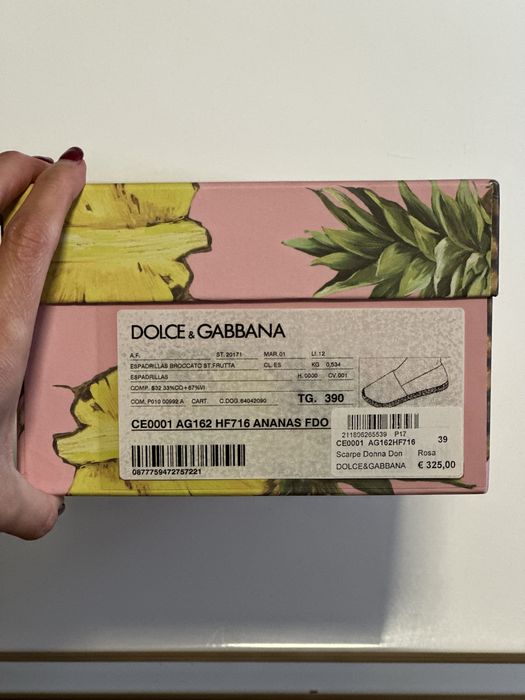 DOLCE & GABBANA
A.F. ST. 20171 MAR. 01 LI. 12
ESPADRILLAS BROCCATO ST.FRUTTA CL. ES KG 0,534
ESPADRILLAS H. 0000 CV. 001
COMP. 832 33%CO+67%VI
COM. P010 00992 A CART. C.DOG. 64042090 TG. 390
CE0001 AG162 HF716 ANANAS FDO
0877759472757221
211806265539 P17
CE0001 AG162HF716 39
Scarpe Donna Don Rosa
DOLCE&GABBANA € 325,00